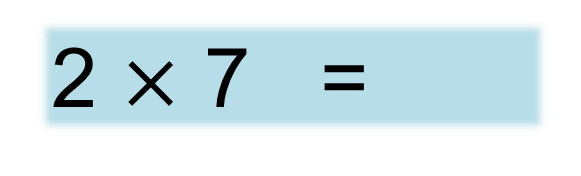 2 × 7 =